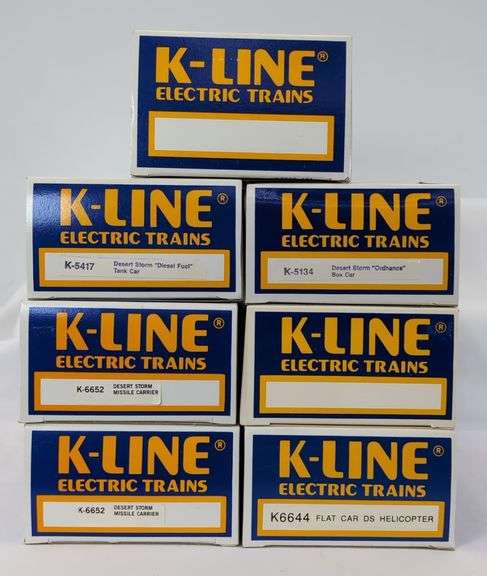 K-LINE®
ELECTRIC TRAINS
K-LINE®
ELECTRIC TRAINS
K-5417 Desert Storm "Diesel Fuel"
Tank Car
K-LINE®
ELECTRIC TRAINS
K-5134 Desert Storm "Ordnance"
Box Car
K-LINE®
ELECTRIC TRAINS
K-6652 DESERT STORM
MISSILE CARRIER
K-LINE®
ELECTRIC TRAINS
K-LINE®
ELECTRIC TRAINS
K-6652 DESERT STORM
MISSILE CARRIER
K-LINE®
ELECTRIC TRAINS
K6644 FLAT CAR DS HELICOPTER